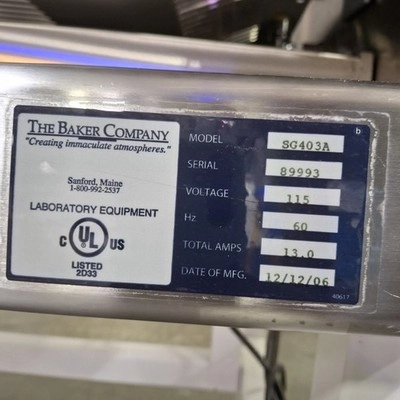 THE BAKER COMPANY
"Creating immaculate atmospheres."
Sanford, Maine
1-800-992-2537
LABORATORY EQUIPMENT
C UL US
LISTED
2D33
b
MODEL SG403A
SERIAL 89993
VOLTAGE 115
Hz 60
TOTAL AMPS 13.0
DATE OF MFG. 12/12/06
40617